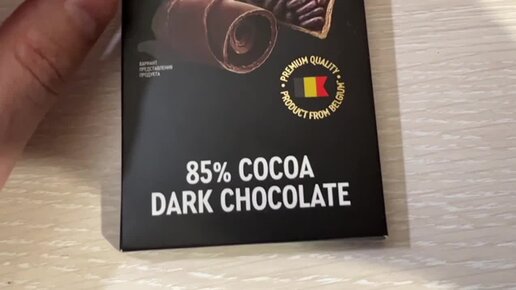 ВАРИАНТ
ПРЕДСТАВЛЕНИЯ
ПРОДУКТА
• PREMIUM QUALITY •
PRODUCT FROM BELGIUM
85% COCOA
DARK CHOCOLATE